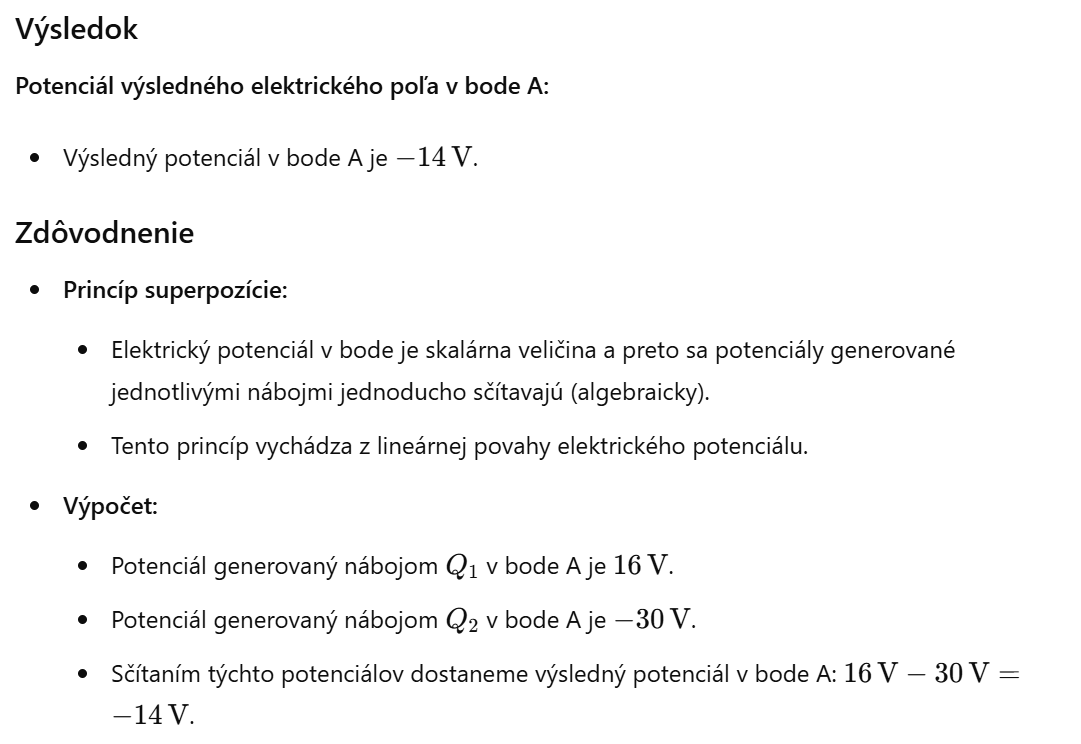 Výsledok
Potenciál výsledného elektrického poľa v bode A:
• Výsledný potenciál v bode A je −14 V.
Zdôvodnenie
• Princíp superpozície:
• Elektrický potenciál v bode je skalárna veličina a preto sa potenciály generované
jednotlivými nábojmi jednoducho sčítavajú (algebraicky).
• Tento princíp vychádza z lineárnej povahy elektrického potenciálu.
• Výpočet:
• Potenciál generovaný nábojom Q₁ v bode A je 16 V.
• Potenciál generovaný nábojom Q₂ v bode A je −30 V.
• Sčítaním týchto potenciálov dostaneme výsledný potenciál v bode A: 16 V − 30 V =
−14 V.